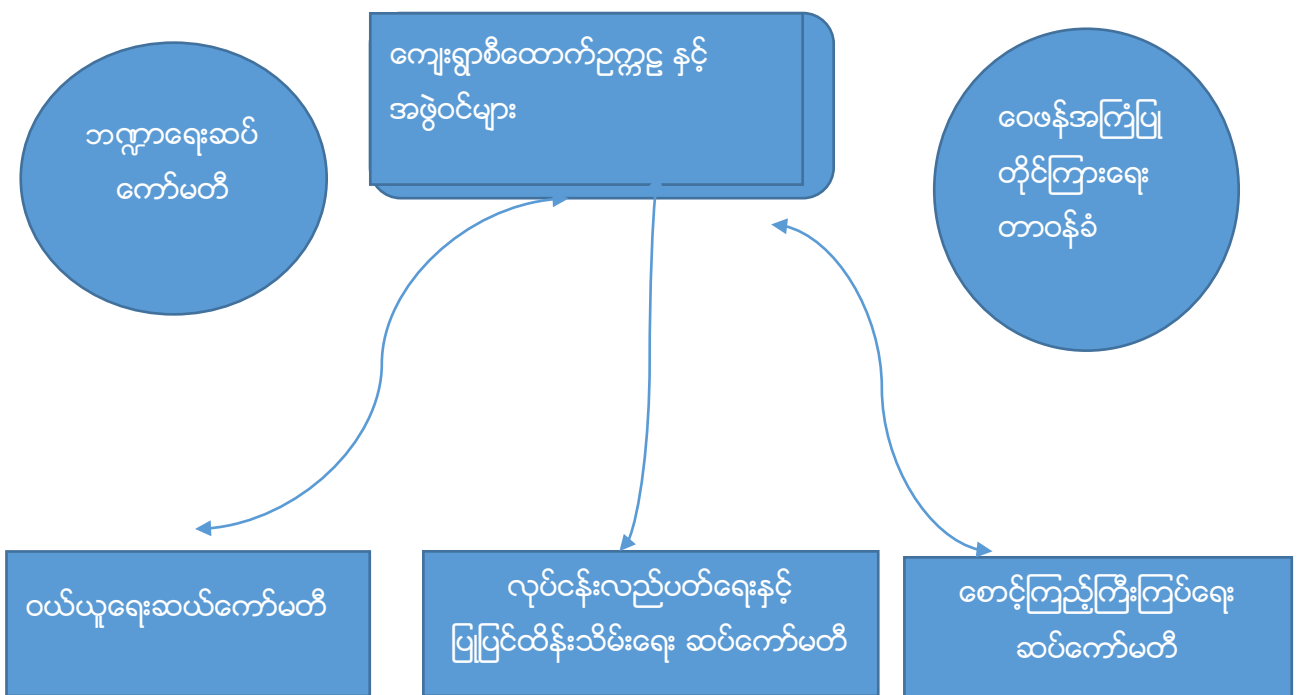 ကျေးရွာစီထောက်ဥက္ကဋ္ဌ နှင့်
အဖွဲ့ဝင်များ
ဘဏ္ဍာရေးဆပ်
ကော်မတီ
ဝေဖန်အကြံပြု
တိုင်ကြားရေး
တာဝန်ခံ
ဝယ်ယူရေးဆယ်ကော်မတီ
လုပ်ငန်းလည်ပတ်ရေးနှင့်
ပြုပြင်ထိန်းသိမ်းရေး ဆပ်ကော်မတီ
စောင့်ကြည့်ကြီးကြပ်ရေး
ဆပ်ကော်မတီ